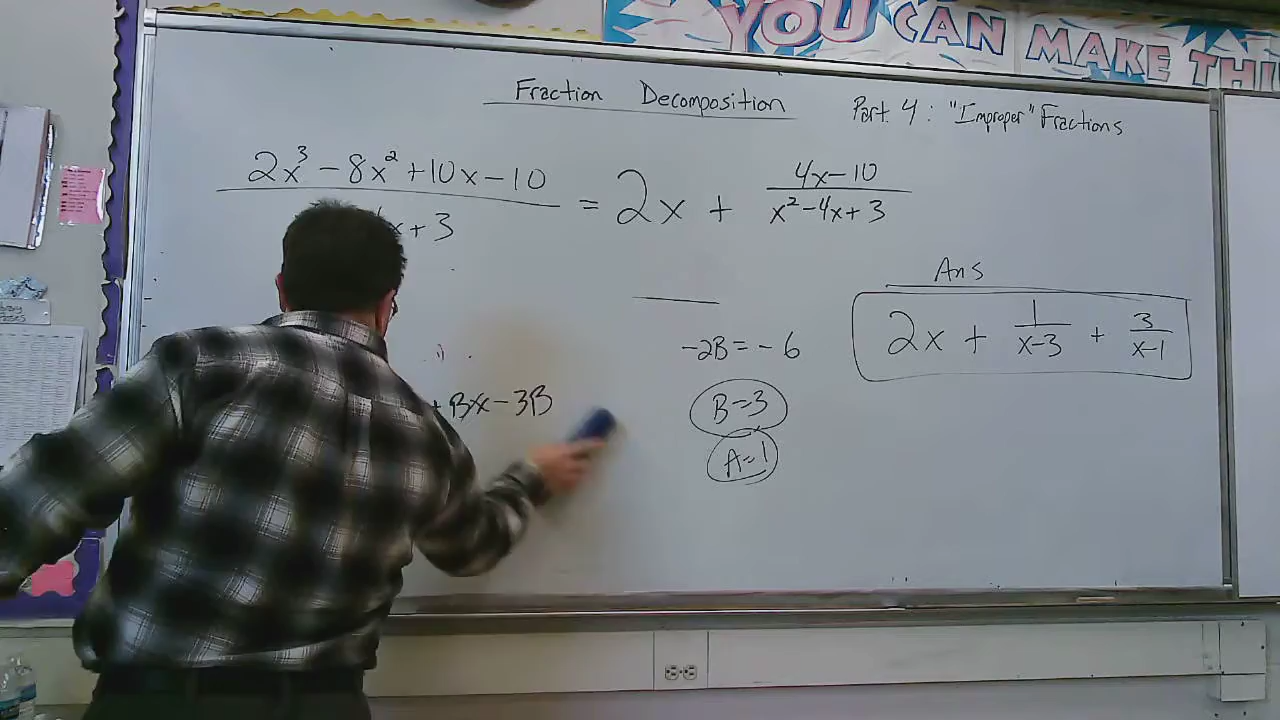 YOU CAN MAKE THI
Fraction Decomposition
Part 4 : "Improper" Fractions
2x³ - 8x² + 10x - 10 = 2x + 4x - 10
x + 3
x² - 4x + 3
Ans
2x + 1/(x-3) + 3/(x-1)
-2B = -6
+ Bx - 3B
B = 3
A = 1